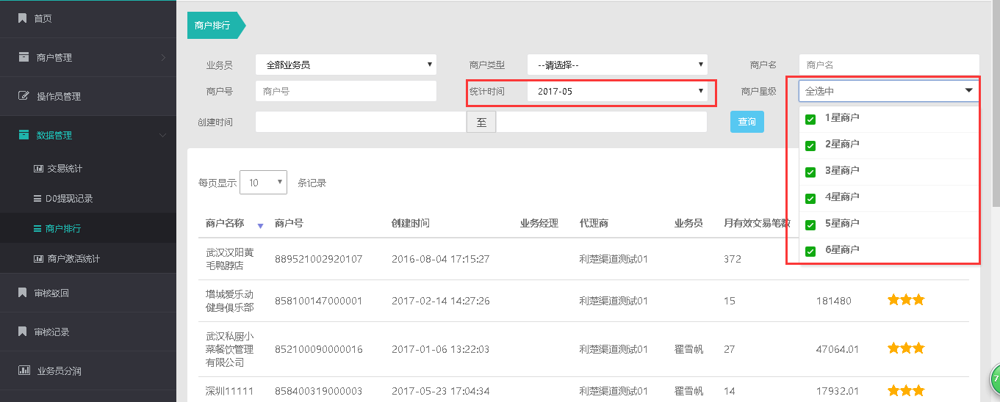 首页
商户管理
操作员管理
数据管理
交易统计
D0提现记录
商户排行
商户激活统计
审核驳回
审核记录
业务员分润
商户排行
业务员 全部业务员 商户类型 --请选择-- 商户名 商户名
商户号 商户号 统计时间 2017-05 商户星级 全选中
创建时间 至 查询
1星商户
2星商户
3星商户
4星商户
5星商户
6星商户
每页显示 10 条记录
商户名称 商户号 创建时间 业务经理 代理商 业务员 月有效交易笔数
武汉汉阳黄
毛鸭脖店 889521002920107 2016-08-04 17:15:27 利楚渠道测试01 372
增城爱乐动
健身俱乐部 858100147000001 2017-02-14 14:27:26 利楚渠道测试01 15 181480
武汉私厨小
菜餐饮管理
有限公司 852100090000016 2017-01-06 13:22:03 利楚渠道测试01 翟雪帆 27 47064.01
深圳11111 858400319000003 2017-05-23 17:04:34 利楚渠道测试01 翟雪帆 14 17932.01
7